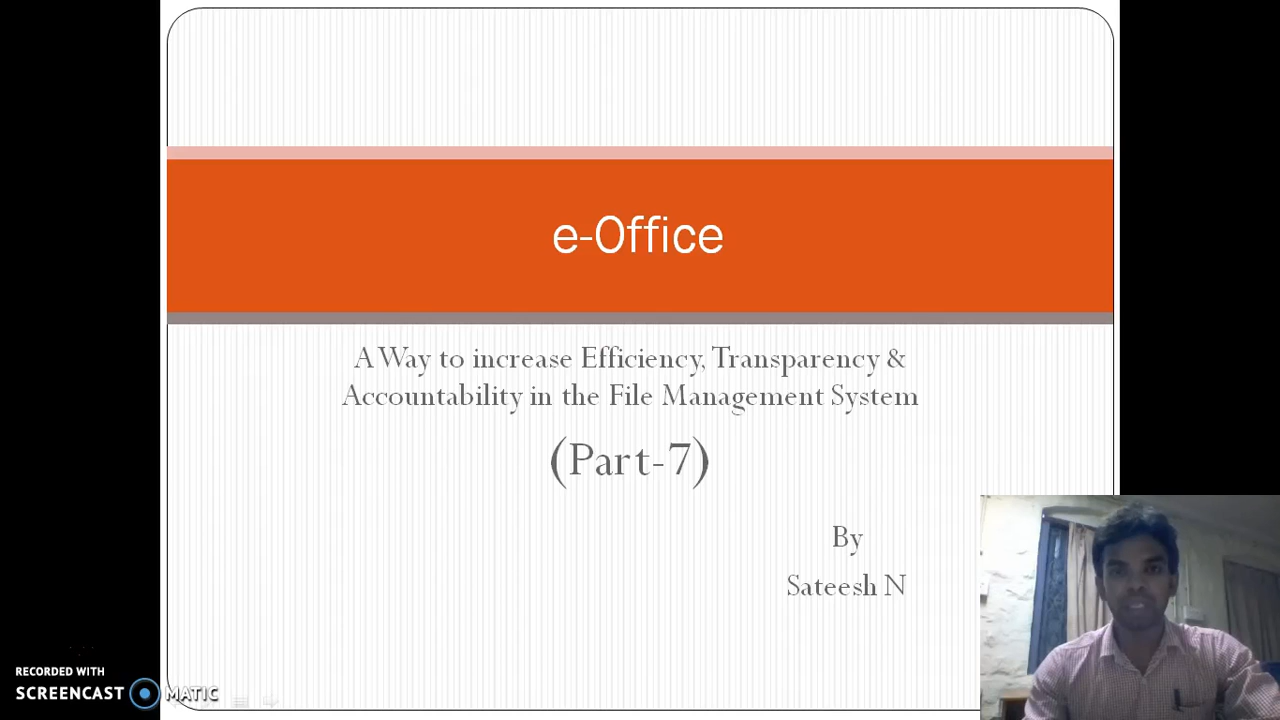 e-Office
A Way to increase Efficiency, Transparency &
Accountability in the File Management System
(Part-7)
By
Sateesh N
RECORDED WITH
SCREENCAST MATIC